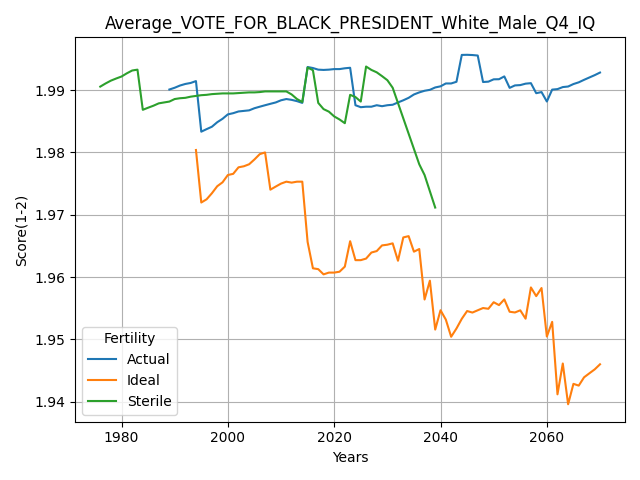 Average_VOTE_FOR_BLACK_PRESIDENT_White_Male_Q4_IQ
Score(1-2)
1.99
1.98
1.97
1.96
1.95
1.94
Fertility
Actual
Ideal
Sterile
1980 2000 2020 2040 2060
Years